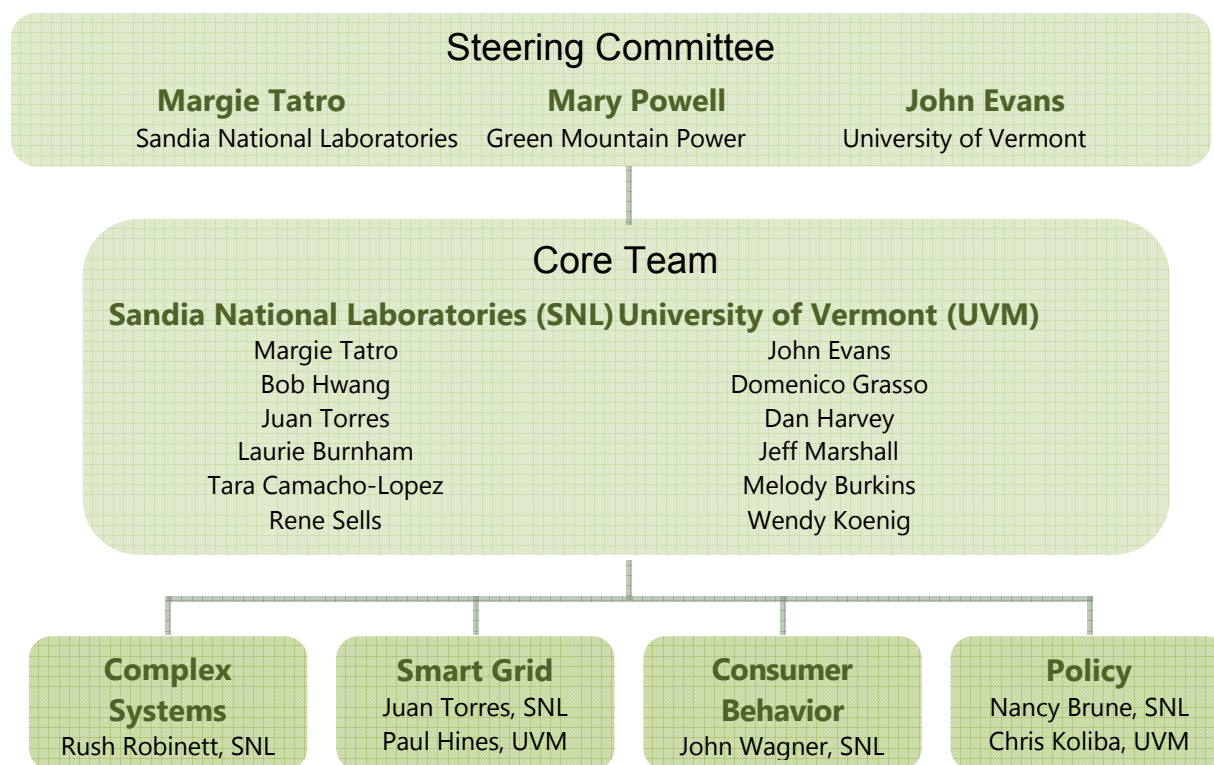 Steering Committee
Margie Tatro
Mary Powell
John Evans
Sandia National Laboratories
Green Mountain Power
University of Vermont
Core Team
Sandia National Laboratories (SNL)
Margie Tatro
Bob Hwang
Juan Torres
Laurie Burnham
Tara Camacho-Lopez
Rene Sells
University of Vermont (UVM)
John Evans
Domenico Grasso
Dan Harvey
Jeff Marshall
Melody Burkins
Wendy Koenig
Complex
Systems
Rush Robinett, SNL
Smart Grid
Juan Torres, SNL
Paul Hines, UVM
Consumer
Behavior
John Wagner, SNL
Policy
Nancy Brune, SNL
Chris Koliba, UVM